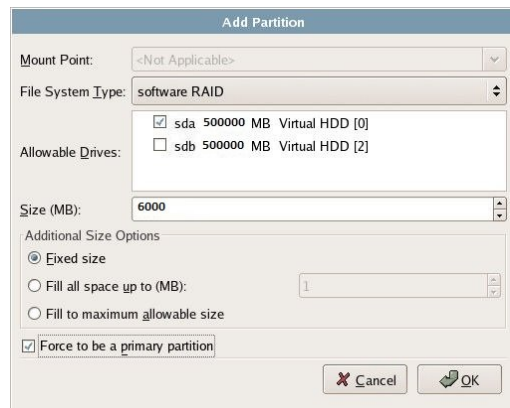 Add Partition
Mount Point: <Not Applicable>
File System Type: software RAID
Allowable Drives:
sda 500000 MB Virtual HDD [0]
sdb 500000 MB Virtual HDD [2]
Size (MB): 6000
Additional Size Options
Fixed size
Fill all space up to (MB): 1
Fill to maximum allowable size
Force to be a primary partition
Cancel OK